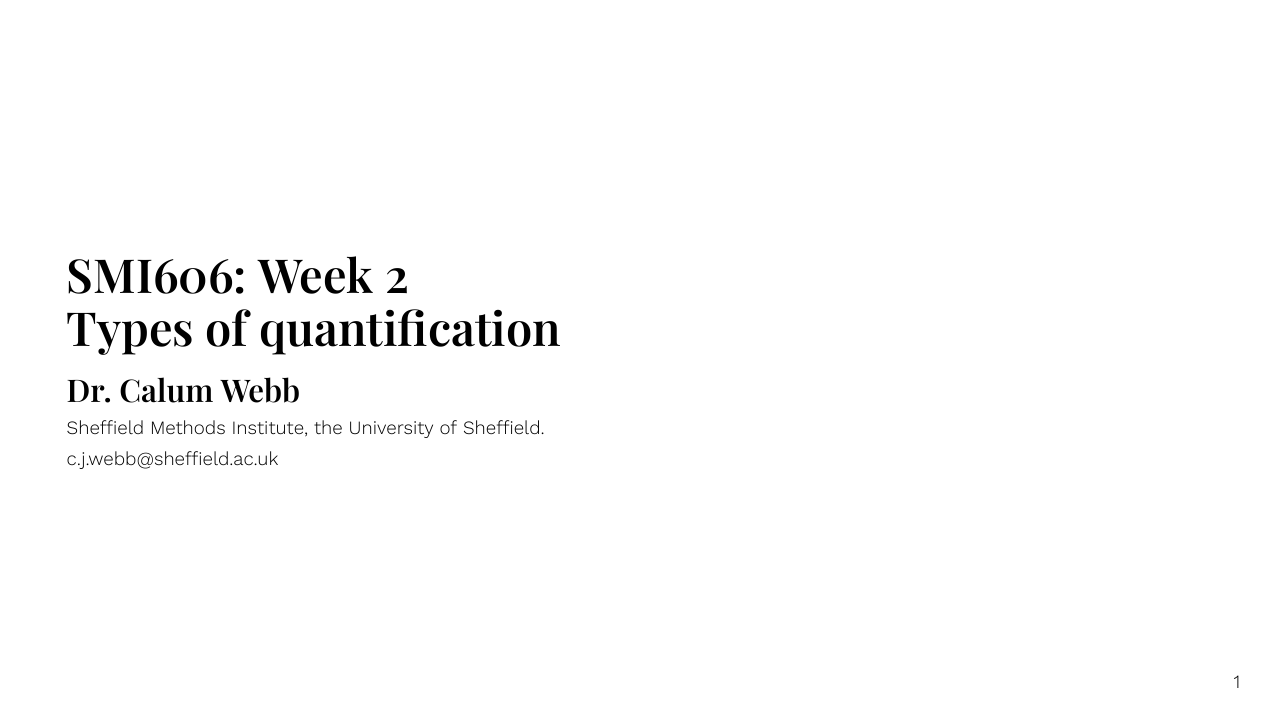 SMI606: Week 2
Types of quantification
Dr. Calum Webb
Sheffield Methods Institute, the University of Sheffield.
c.j.webb@sheffield.ac.uk
1